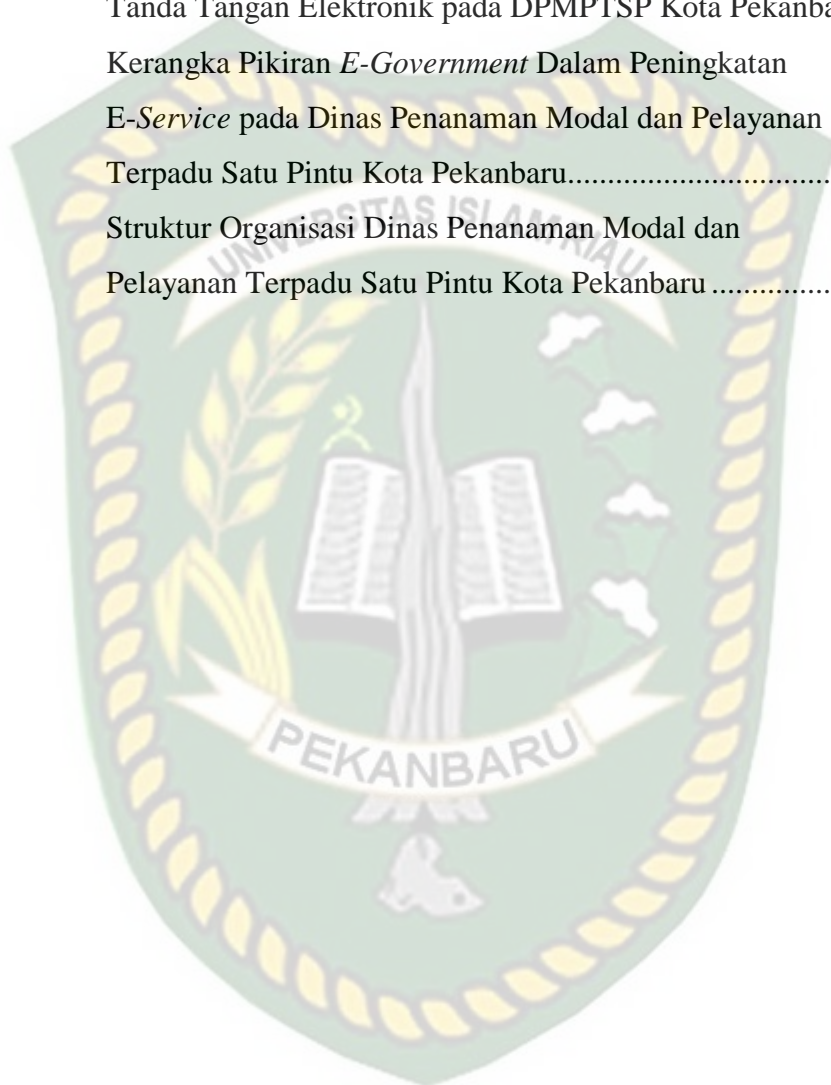 Tanda Tangan Elektronik pada DPMPTSP Kota Pekanba
Kerangka Pikiran E-Government Dalam Peningkatan
E-Service pada Dinas Penanaman Modal dan Pelayanan
Terpadu Satu Pintu Kota Pekanbaru.................................
UNIVERSITAS ISLAM RIAU
Struktur Organisasi Dinas Penanaman Modal dan
Pelayanan Terpadu Satu Pintu Kota Pekanbaru...............
PEKANBARU